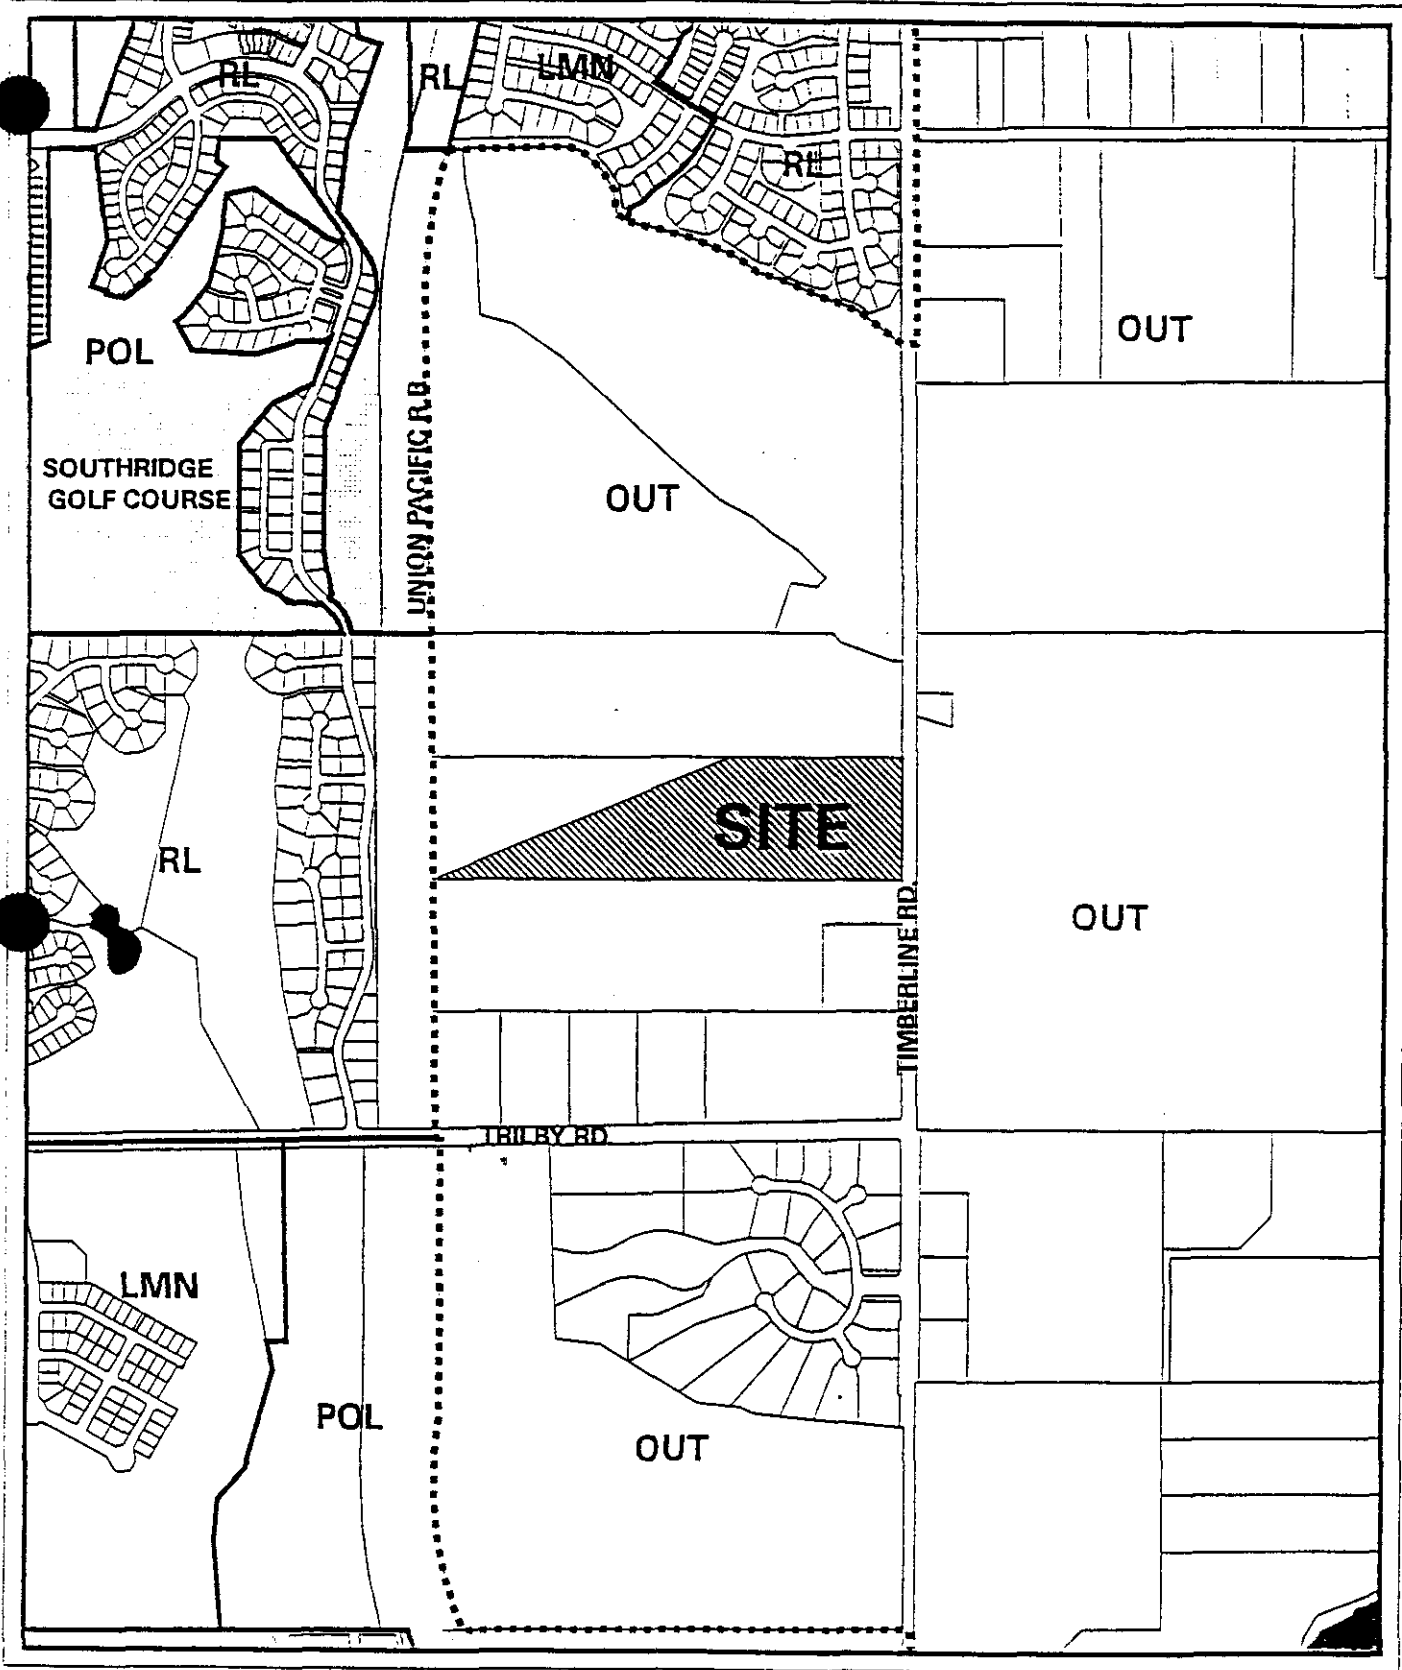 RL
RL
LMN
RL
POL
OUT
SOUTHRIDGE
GOLF COURSE
UNION PACIFIC R.R.
OUT
SITE
RL
TIMBERLINE RD.
OUT
TRILBY RD
LMN
POL
OUT